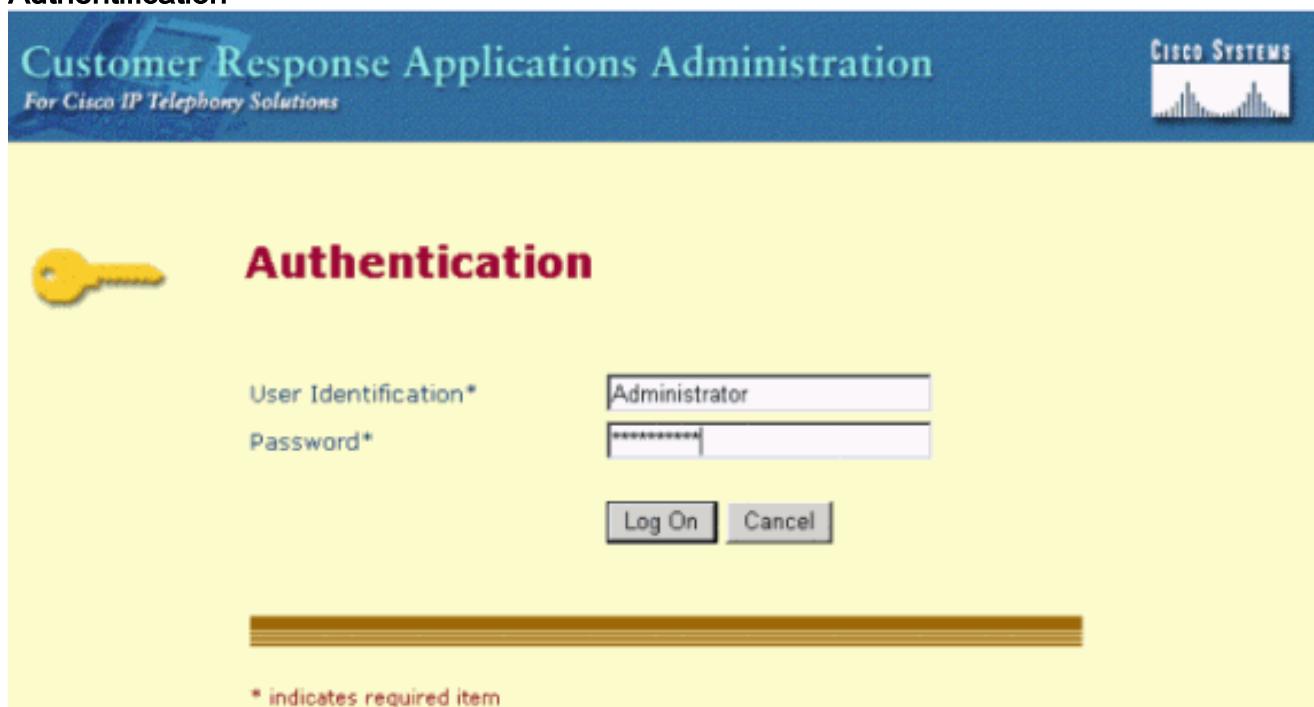 Authentification
Customer Response Applications Administration
For Cisco IP Telephony Solutions
CISCO SYSTEMS
Authentication
User Identification* Administrator
Password* **********
Log On Cancel
* indicates required item